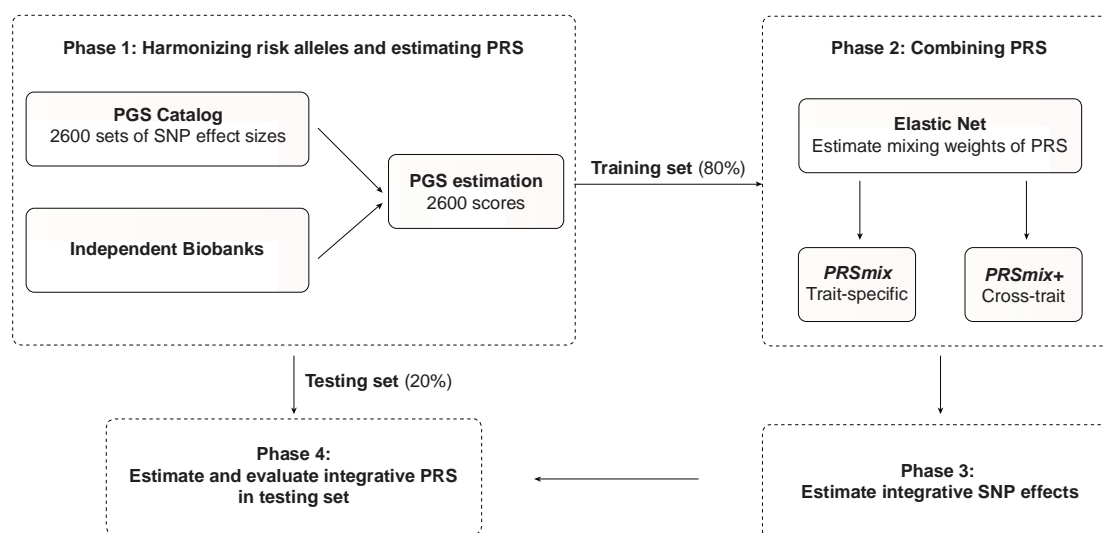 Phase 1: Harmonizing risk alleles and estimating PRS
PGS Catalog
2600 sets of SNP effect sizes
Independent Biobanks
PGS estimation
2600 scores
Training set (80%)
Phase 2: Combining PRS
Elastic Net
Estimate mixing weights of PRS
PRSmix
Trait-specific
PRSmix+
Cross-trait
Testing set (20%)
Phase 4:
Estimate and evaluate integrative PRS
in testing set
Phase 3:
Estimate integrative SNP effects